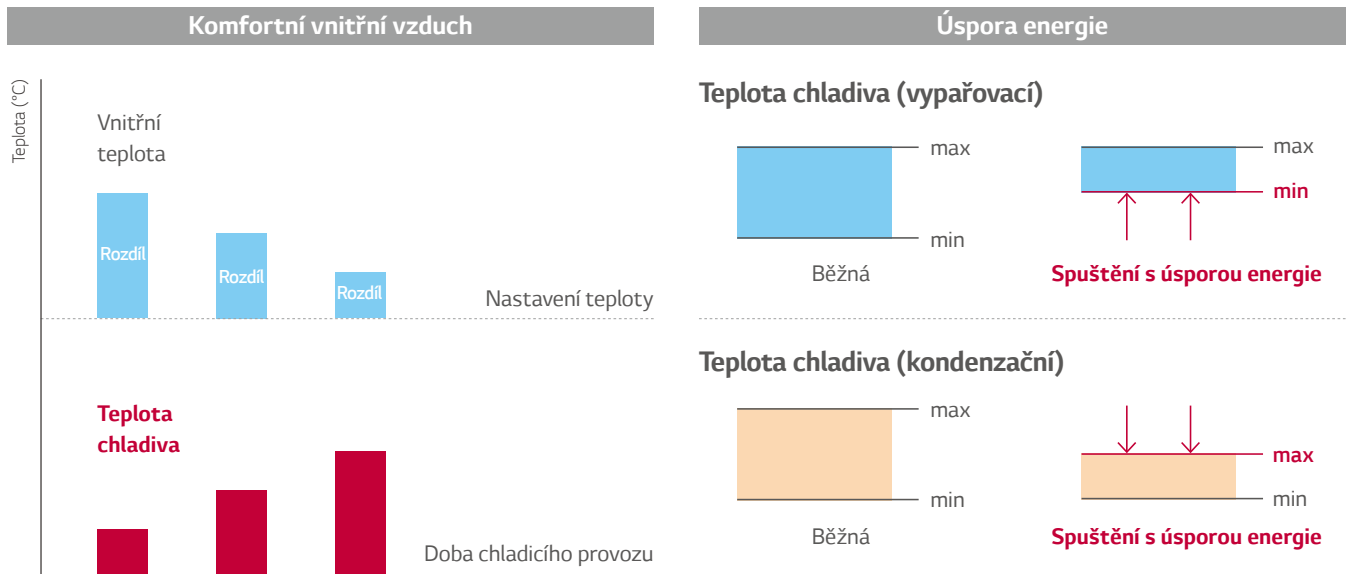 Komfortní vnitřní vzduch
Teplota (°C)
Vnitřní
teplota
Rozdíl
Rozdíl
Rozdíl
Nastavení teploty
Teplota
chladiva
Doba chladicího provozu
Úspora energie
Teplota chladiva (vypařovací)
max
min
Běžná
max
min
Spuštění s úsporou energie
Teplota chladiva (kondenzační)
max
min
Běžná
max
min
Spuštění s úsporou energie